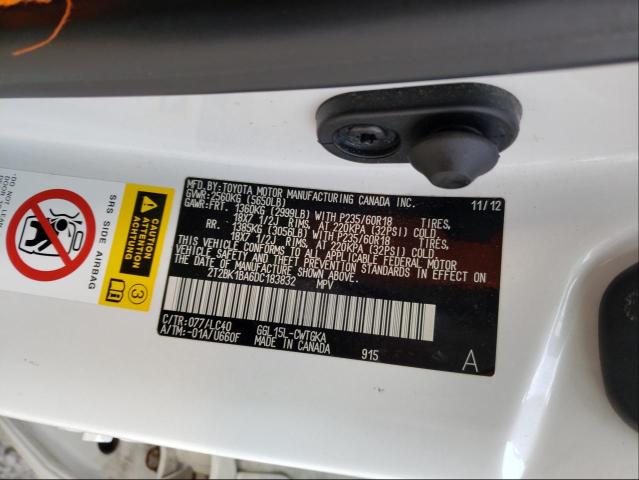 MFD.BY:TOYOTA MOTOR MANUFACTURING CANADA INC. 11/12
GVWR:2560KG (5650LB)
GAWR:FRT. 1360KG (2999LB) WITH P235/60R18 TIRES,
18X7 1/2J RIMS, AT 220KPA (32PSI) COLD
RR. 1385KG (3056LB) WITH P235/60R18 TIRES,
18X7 1/2J RIMS, AT 220KPA (32PSI) COLD.
THIS VEHICLE CONFORMS TO ALL APPLICABLE FEDERAL MOTOR
VEHICLE SAFETY AND THEFT PREVENTION STANDARDS IN EFFECT ON
THE DATE OF MANUFACTURE SHOWN ABOVE.
2T2BK1BA6DC183832 MPV
C/TR:077/LC40 GGL15L-CWTGKA
A/TM:-01A/U660F MADE IN CANADA 915 A
SRS SIDE AIRBAG
CAUTION
ATTENTION
ACHTUNG
3
DO NOT LEAN